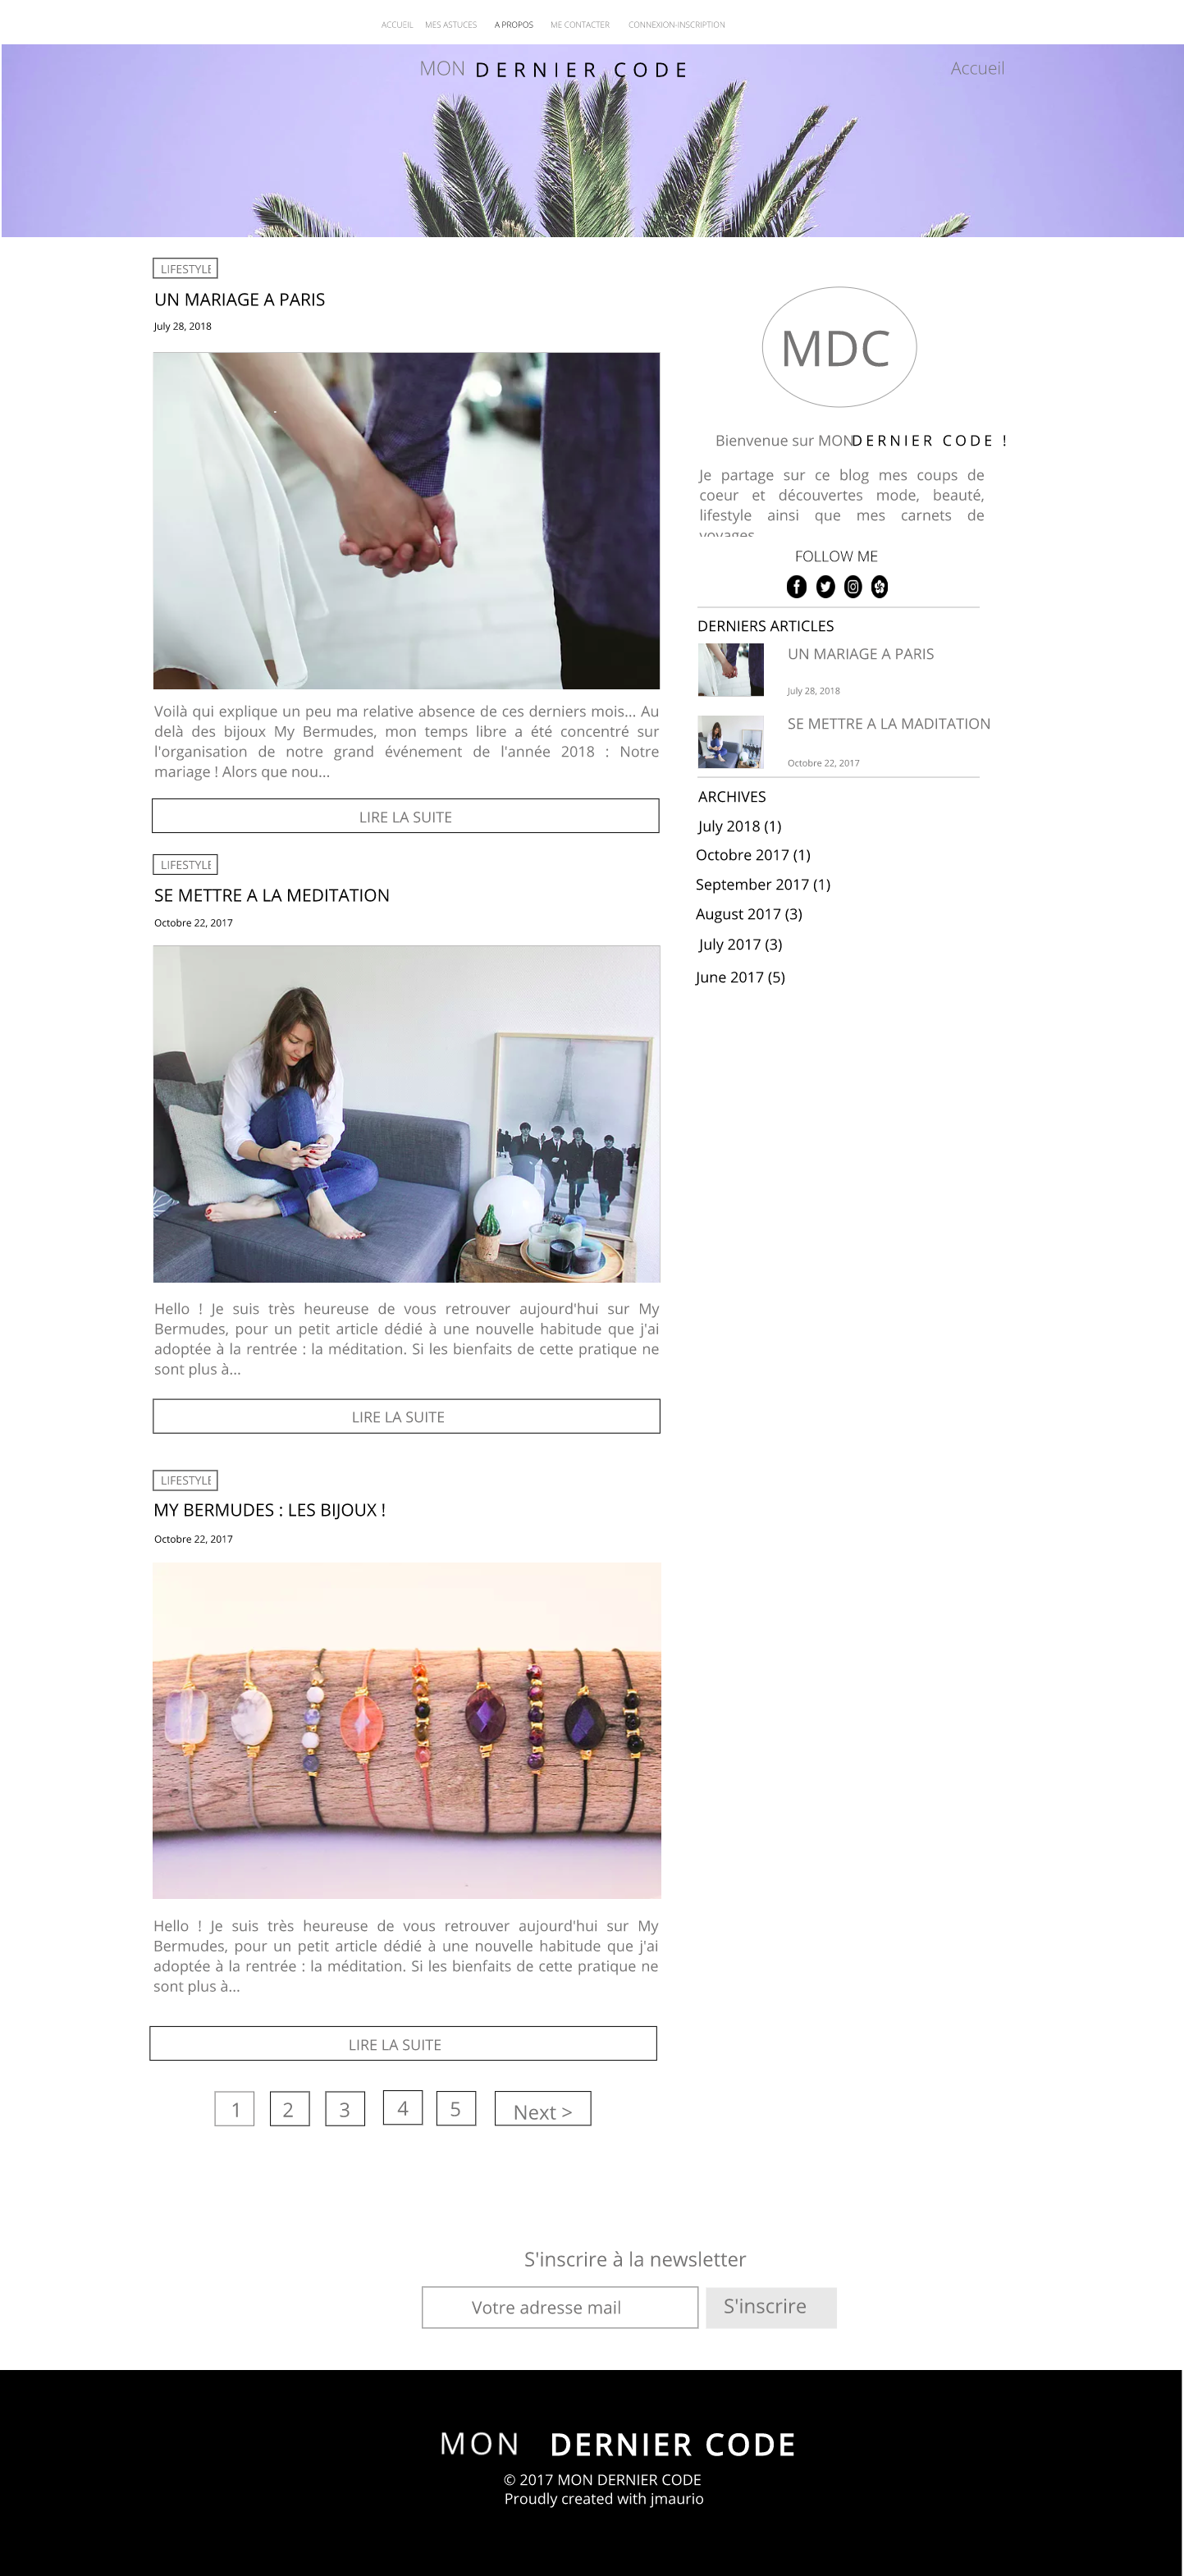 ACCUEIL MES ASTUCES A PROPOS ME CONTACTER CONNEXION-INSCRIPTION
MON DERNIER CODE
Accueil
LIFESTYLE
UN MARIAGE A PARIS
July 28, 2018
Voilà qui explique un peu ma relative absence de ces derniers mois... Au
delà des bijoux My Bermudes, mon temps libre a été concentré sur
l'organisation de notre grand événement de l'année 2018 : Notre
mariage ! Alors que nou...
LIRE LA SUITE
LIFESTYLE
SE METTRE A LA MEDITATION
Octobre 22, 2017
Hello ! Je suis très heureuse de vous retrouver aujourd'hui sur My
Bermudes, pour un petit article dédié à une nouvelle habitude que j'ai
adoptée à la rentrée : la méditation. Si les bienfaits de cette pratique ne
sont plus à...
LIRE LA SUITE
LIFESTYLE
MY BERMUDES : LES BIJOUX !
Octobre 22, 2017
Hello ! Je suis très heureuse de vous retrouver aujourd'hui sur My
Bermudes, pour un petit article dédié à une nouvelle habitude que j'ai
adoptée à la rentrée : la méditation. Si les bienfaits de cette pratique ne
sont plus à...
LIRE LA SUITE
1 2 3 4 5 Next >
MDC
Bienvenue sur MON DERNIER CODE !
Je partage sur ce blog mes coups de
coeur et découvertes mode, beauté,
lifestyle ainsi que mes carnets de
voyages
FOLLOW ME
DERNIERS ARTICLES
UN MARIAGE A PARIS
July 28, 2018
SE METTRE A LA MADITATION
Octobre 22, 2017
ARCHIVES
July 2018 (1)
Octobre 2017 (1)
September 2017 (1)
August 2017 (3)
July 2017 (3)
June 2017 (5)
S'inscrire à la newsletter
Votre adresse mail
S'inscrire
MON DERNIER CODE
© 2017 MON DERNIER CODE
Proudly created with jmaurio